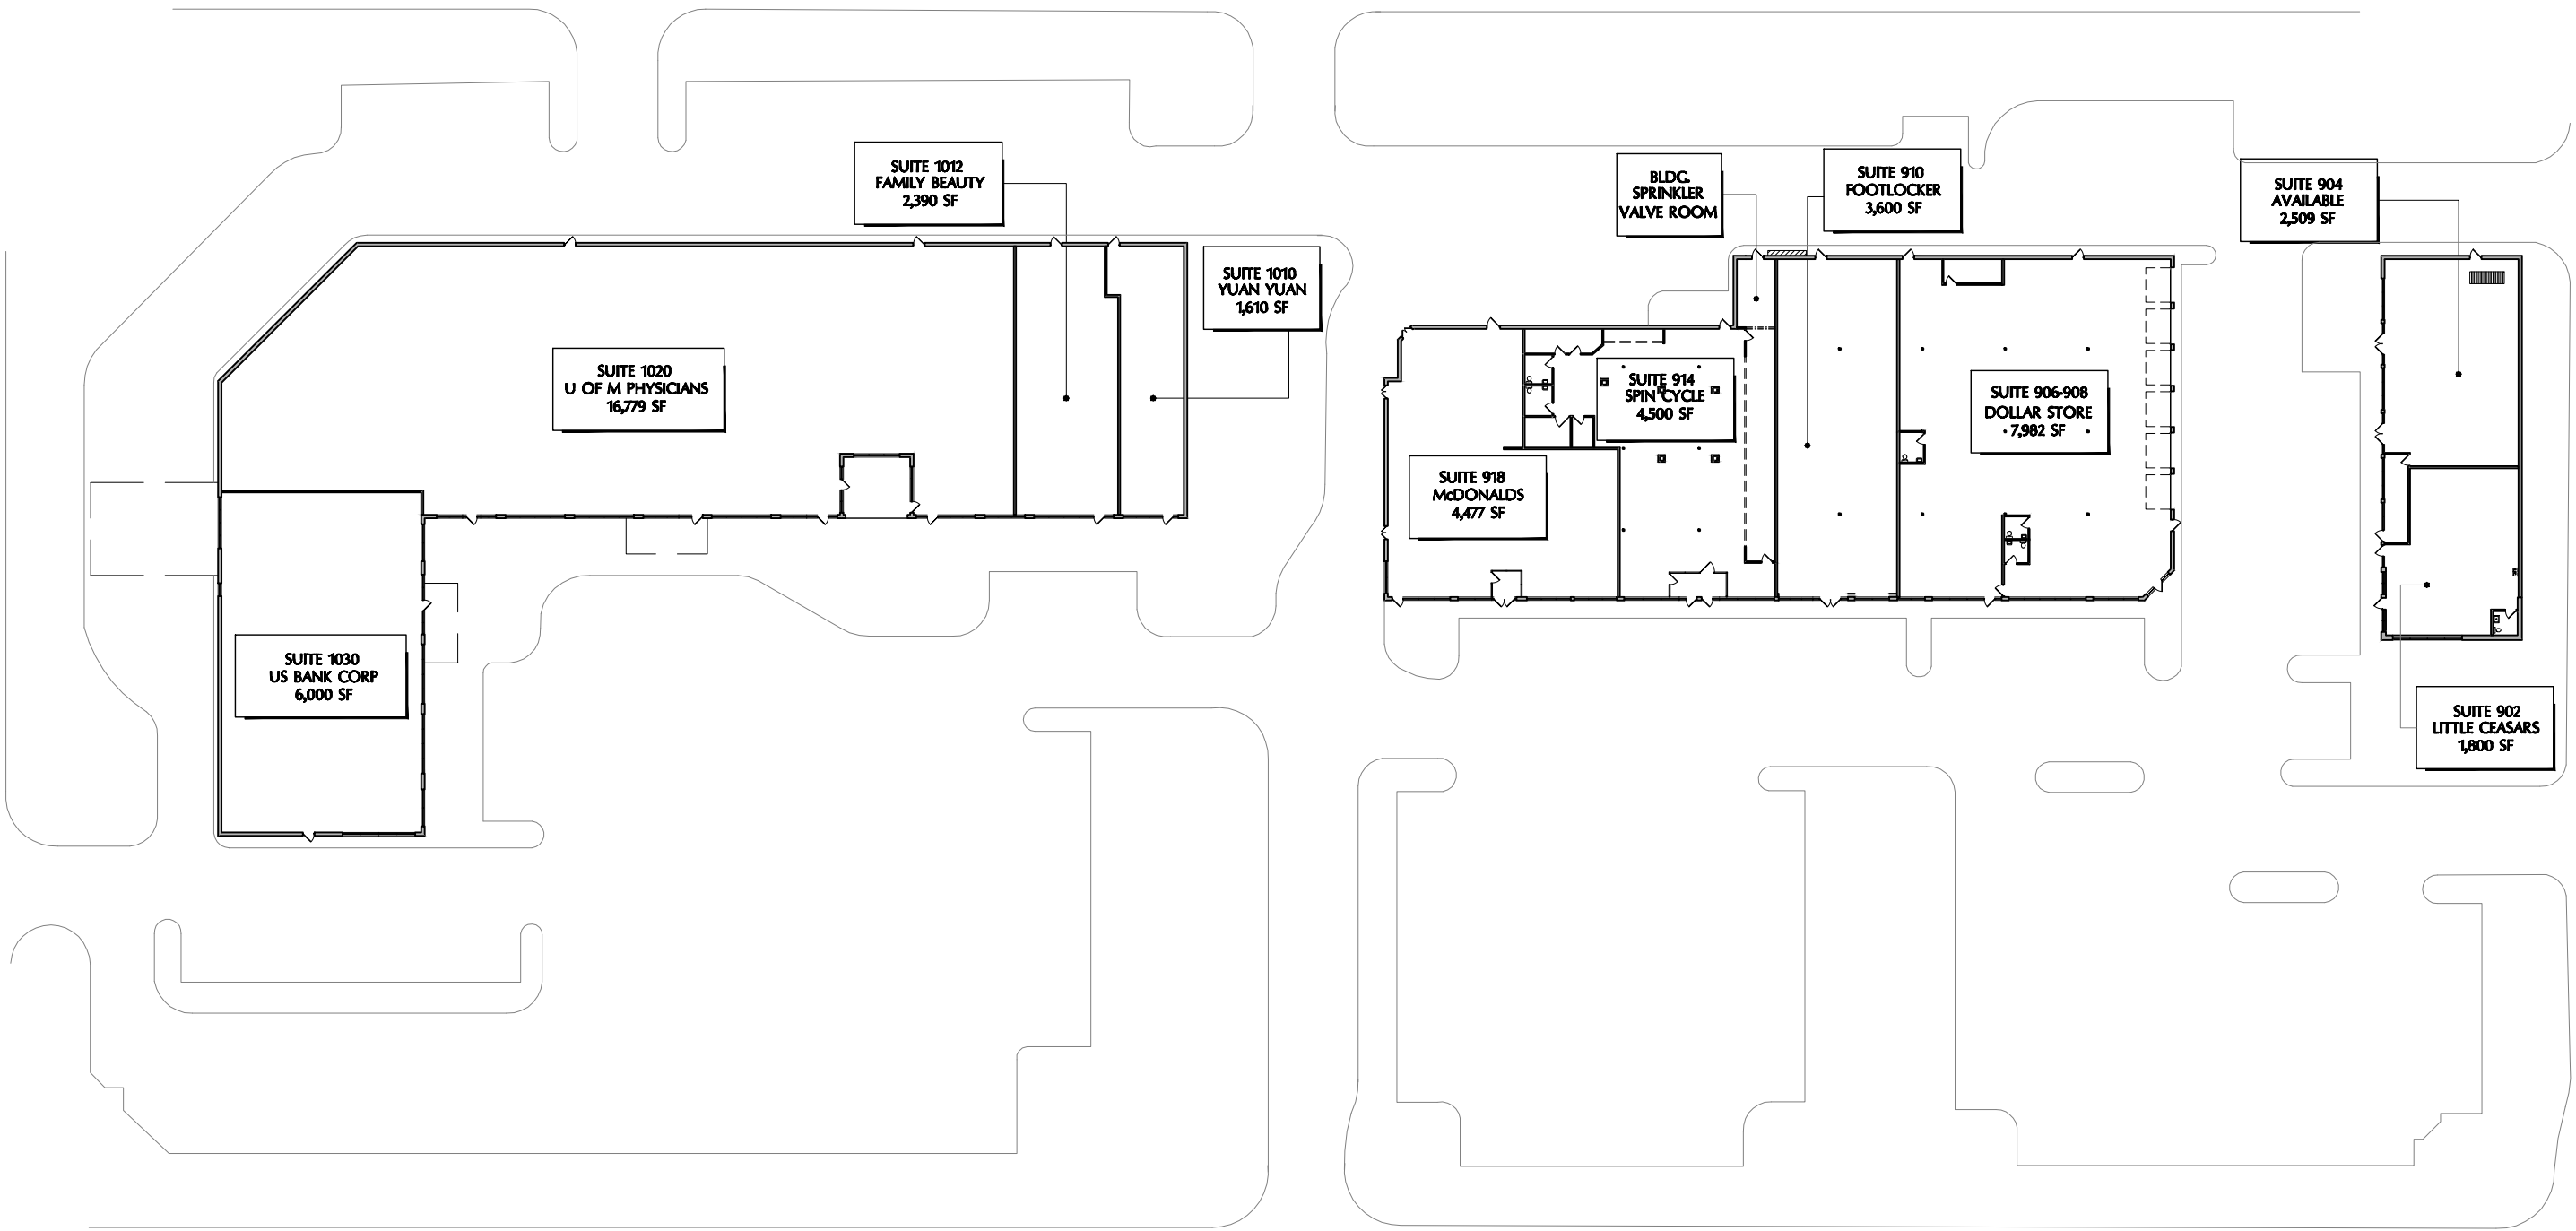 SUITE 1012
FAMILY BEAUTY
2,390 SF
BLDG.
SPRINKLER
VALVE ROOM
SUITE 910
FOOTLOCKER
3,600 SF
SUITE 904
AVAILABLE
2,509 SF
SUITE 1010
YUAN YUAN
1,610 SF
SUITE 1020
U OF M PHYSICIANS
16,779 SF
SUITE 914
SPIN CYCLE
4,500 SF
SUITE 906-908
DOLLAR STORE
7,982 SF
SUITE 918
McDONALDS
4,477 SF
SUITE 1030
US BANK CORP
6,000 SF
SUITE 902
LITTLE CEASARS
1,800 SF